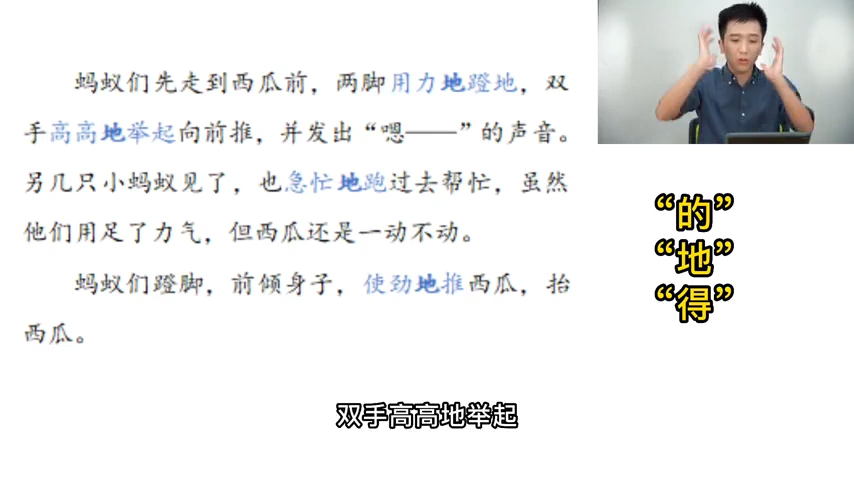 蚂蚁们先走到西瓜前，两脚用力地蹬地，双
手高高地举起向前推，并发出“嗯——”的声音。
另几只小蚂蚁见了，也急忙地跑过去帮忙，虽然
他们用足了力气，但西瓜还是一动不动。
蚂蚁们蹬脚，前倾身子，使劲地推西瓜，抬
西瓜。
“的”
“地”
“得”
双手高高地举起